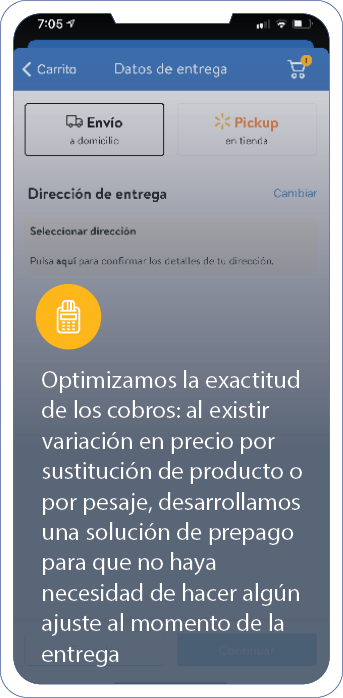 7:05
Carrito
Datos de entrega
1
Envío
a domicilio
Pickup
en tienda
Dirección de entrega
Cambiar
Seleccionar dirección
Pulsa aquí para confirmar los detalles de tu dirección.
Optimizamos la exactitud
de los cobros: al existir
variación en precio por
sustitución de producto o
por pesaje, desarrollamos
una solución de prepago
para que no haya
necesidad de hacer algún
ajuste al momento de la
entrega
Continuar